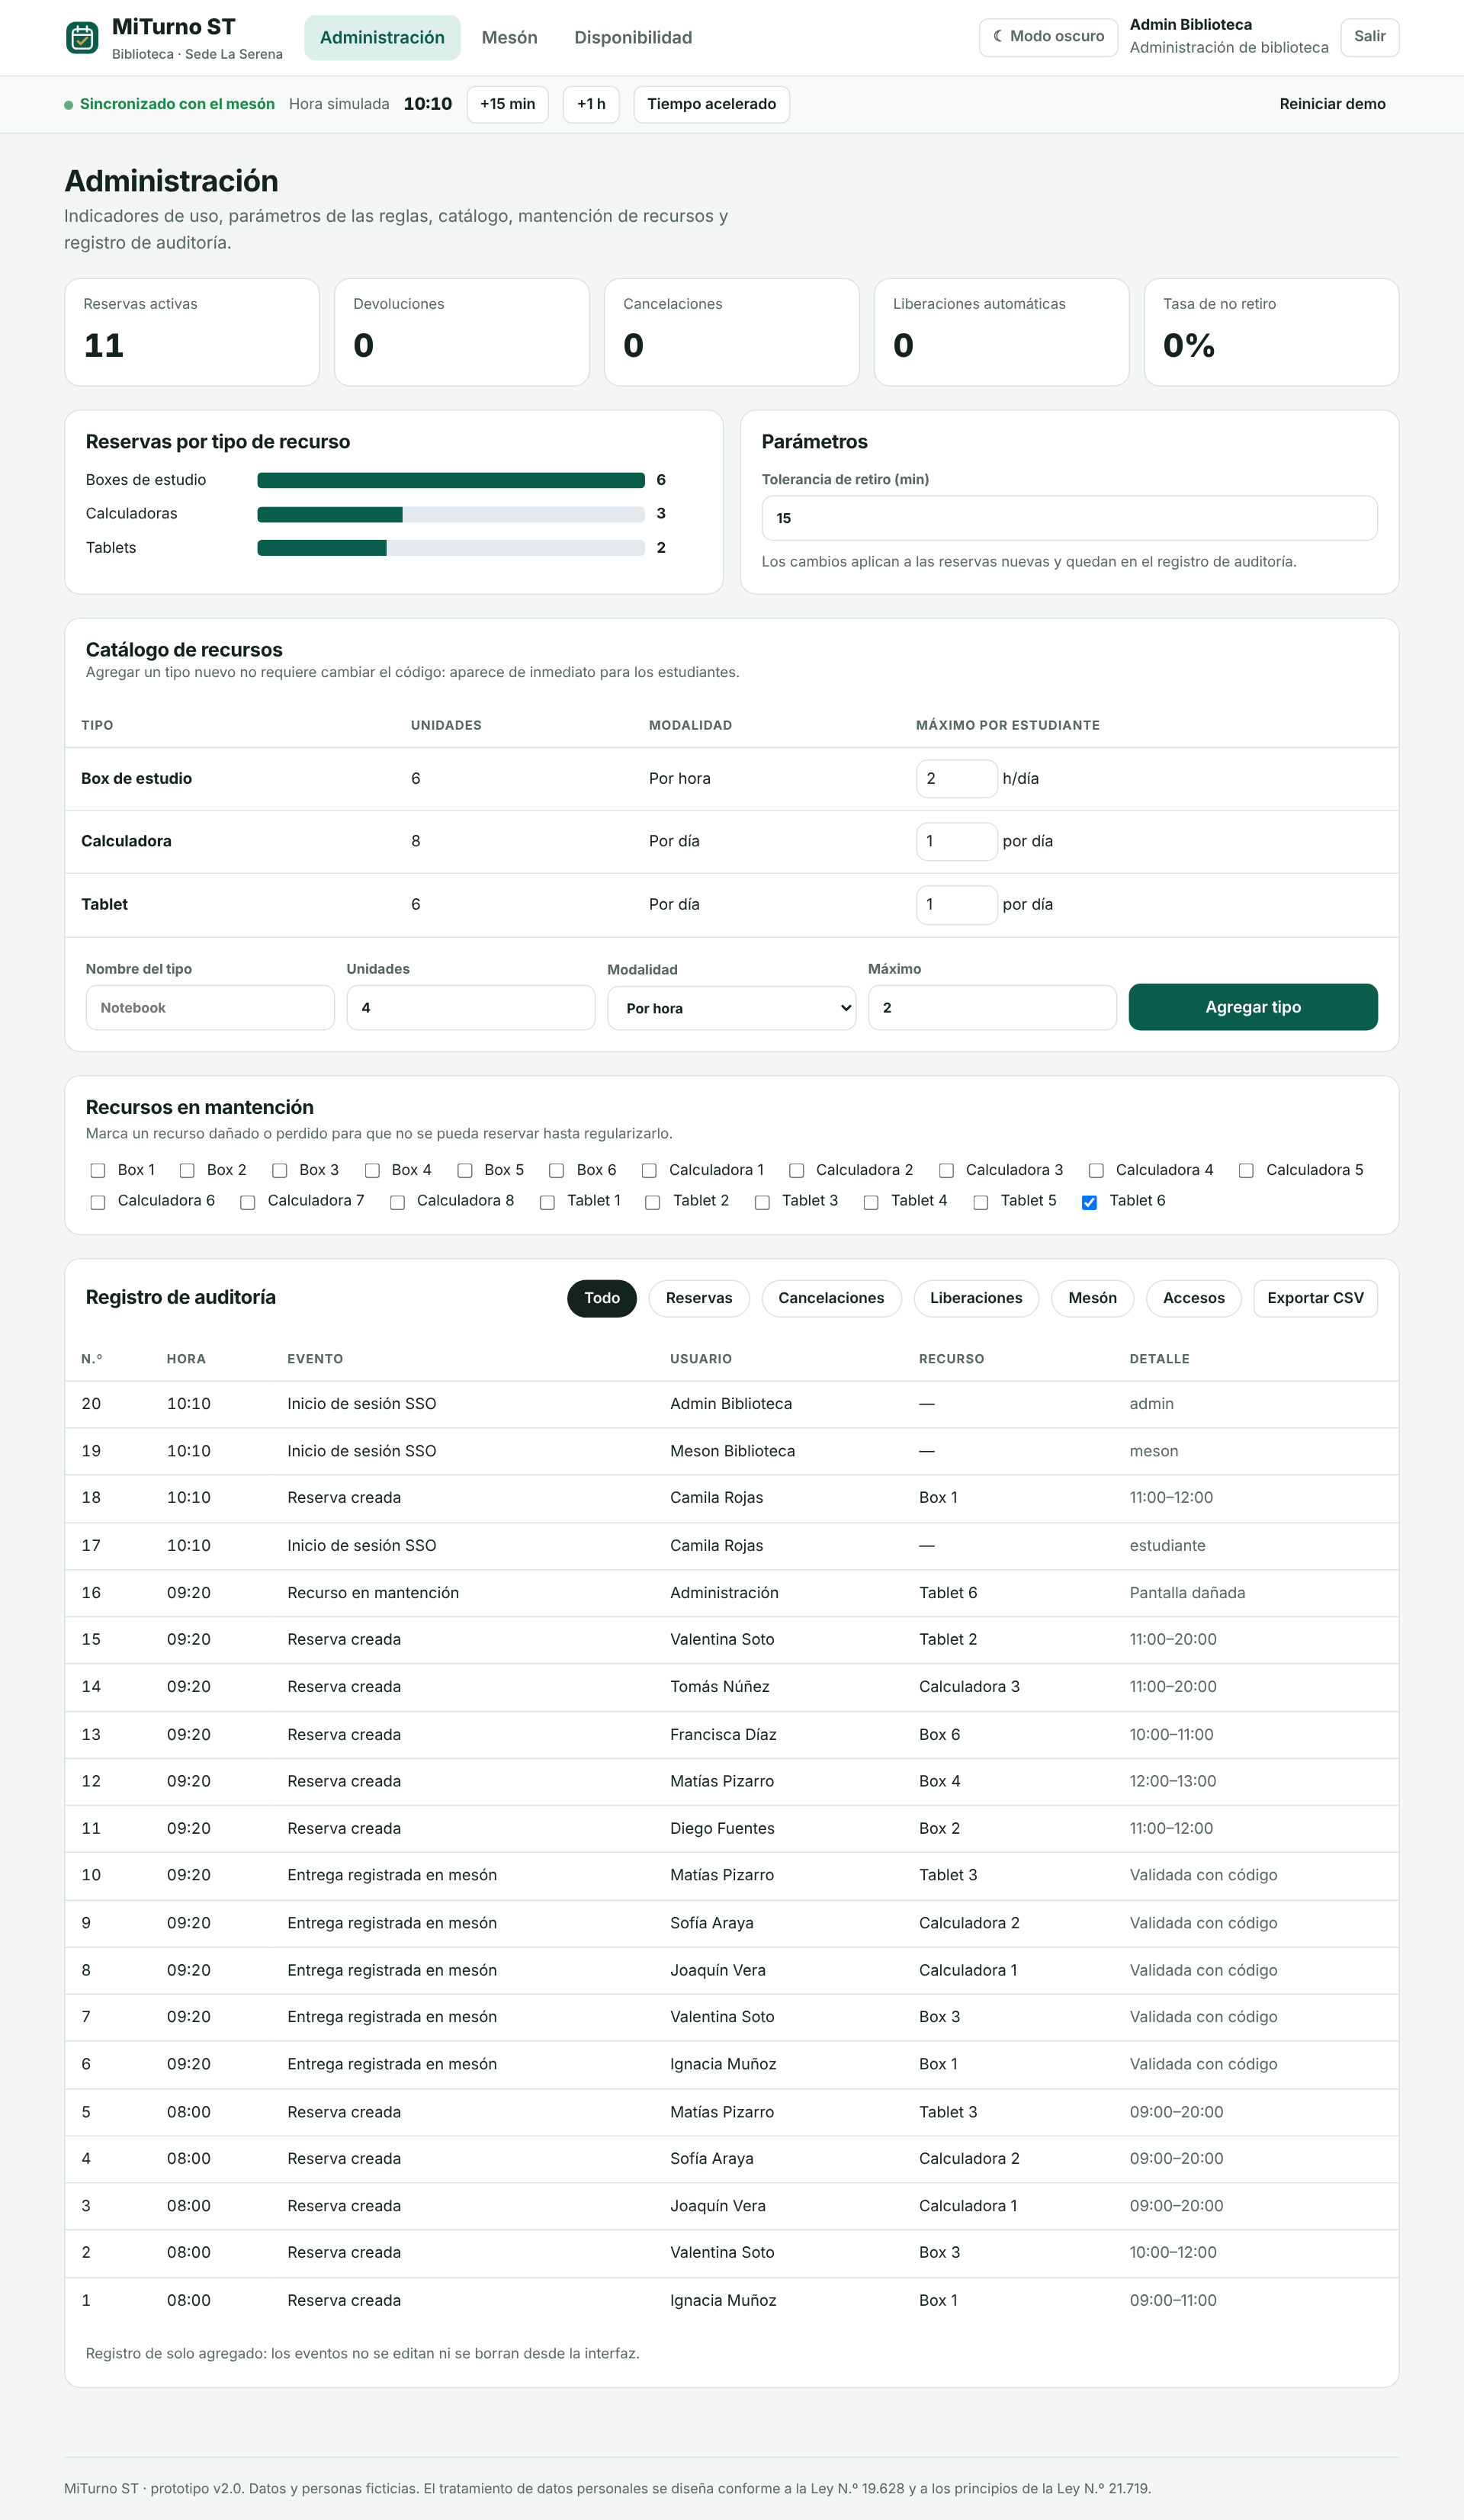 MiTurno ST
Biblioteca · Sede La Serena
Administración Mesón Disponibilidad
☾ Modo oscuro
Admin Biblioteca
Administración de biblioteca
Salir
Sincronizado con el mesón Hora simulada 10:10 +15 min +1 h Tiempo acelerado Reiniciar demo
Administración
Indicadores de uso, parámetros de las reglas, catálogo, mantención de recursos y
registro de auditoría.
Reservas activas
11
Devoluciones
0
Cancelaciones
0
Liberaciones automáticas
0
Tasa de no retiro
0%
Reservas por tipo de recurso
Boxes de estudio 6
Calculadoras 3
Tablets 2
Parámetros
Tolerancia de retiro (min)
15
Los cambios aplican a las reservas nuevas y quedan en el registro de auditoría.
Catálogo de recursos
Agregar un tipo nuevo no requiere cambiar el código: aparece de inmediato para los estudiantes.
TIPO UNIDADES MODALIDAD MÁXIMO POR ESTUDIANTE
Box de estudio 6 Por hora 2 h/día
Calculadora 8 Por día 1 por día
Tablet 6 Por día 1 por día
Nombre del tipo Unidades Modalidad Máximo
Notebook 4 Por hora 2 Agregar tipo
Recursos en mantención
Marca un recurso dañado o perdido para que no se pueda reservar hasta regularizarlo.
Box 1 Box 2 Box 3 Box 4 Box 5 Box 6 Calculadora 1 Calculadora 2 Calculadora 3 Calculadora 4 Calculadora 5
Calculadora 6 Calculadora 7 Calculadora 8 Tablet 1 Tablet 2 Tablet 3 Tablet 4 Tablet 5 Tablet 6
Registro de auditoría Todo Reservas Cancelaciones Liberaciones Mesón Accesos Exportar CSV
N.º HORA EVENTO USUARIO RECURSO DETALLE
20 10:10 Inicio de sesión SSO Admin Biblioteca — admin
19 10:10 Inicio de sesión SSO Meson Biblioteca — meson
18 10:10 Reserva creada Camila Rojas Box 1 11:00–12:00
17 10:10 Inicio de sesión SSO Camila Rojas — estudiante
16 09:20 Recurso en mantención Administración Tablet 6 Pantalla dañada
15 09:20 Reserva creada Valentina Soto Tablet 2 11:00–20:00
14 09:20 Reserva creada Tomás Núñez Calculadora 3 11:00–20:00
13 09:20 Reserva creada Francisca Díaz Box 6 10:00–11:00
12 09:20 Reserva creada Matías Pizarro Box 4 12:00–13:00
11 09:20 Reserva creada Diego Fuentes Box 2 11:00–12:00
10 09:20 Entrega registrada en mesón Matías Pizarro Tablet 3 Validada con código
9 09:20 Entrega registrada en mesón Sofía Araya Calculadora 2 Validada con código
8 09:20 Entrega registrada en mesón Joaquín Vera Calculadora 1 Validada con código
7 09:20 Entrega registrada en mesón Valentina Soto Box 3 Validada con código
6 09:20 Entrega registrada en mesón Ignacia Muñoz Box 1 Validada con código
5 08:00 Reserva creada Matías Pizarro Tablet 3 09:00–20:00
4 08:00 Reserva creada Sofía Araya Calculadora 2 09:00–20:00
3 08:00 Reserva creada Joaquín Vera Calculadora 1 09:00–20:00
2 08:00 Reserva creada Valentina Soto Box 3 10:00–12:00
1 08:00 Reserva creada Ignacia Muñoz Box 1 09:00–11:00
Registro de solo agregado: los eventos no se editan ni se borran desde la interfaz.
MiTurno ST · prototipo v2.0. Datos y personas ficticias. El tratamiento de datos personales se diseña conforme a la Ley N.º 19.628 y a los principios de la Ley N.º 21.719.